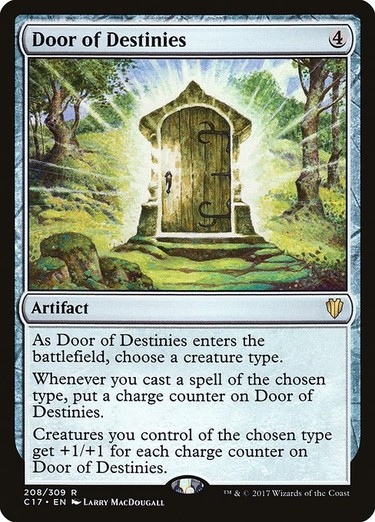 Door of Destinies 4
Artifact
As Door of Destinies enters the
battlefield, choose a creature type.
Whenever you cast a spell of the chosen
type, put a charge counter on Door of
Destinies.
Creatures you control of the chosen type
get +1/+1 for each charge counter on
Door of Destinies.
208/309 R
C17 • EN Larry MacDougall ™ & © 2017 Wizards of the Coast